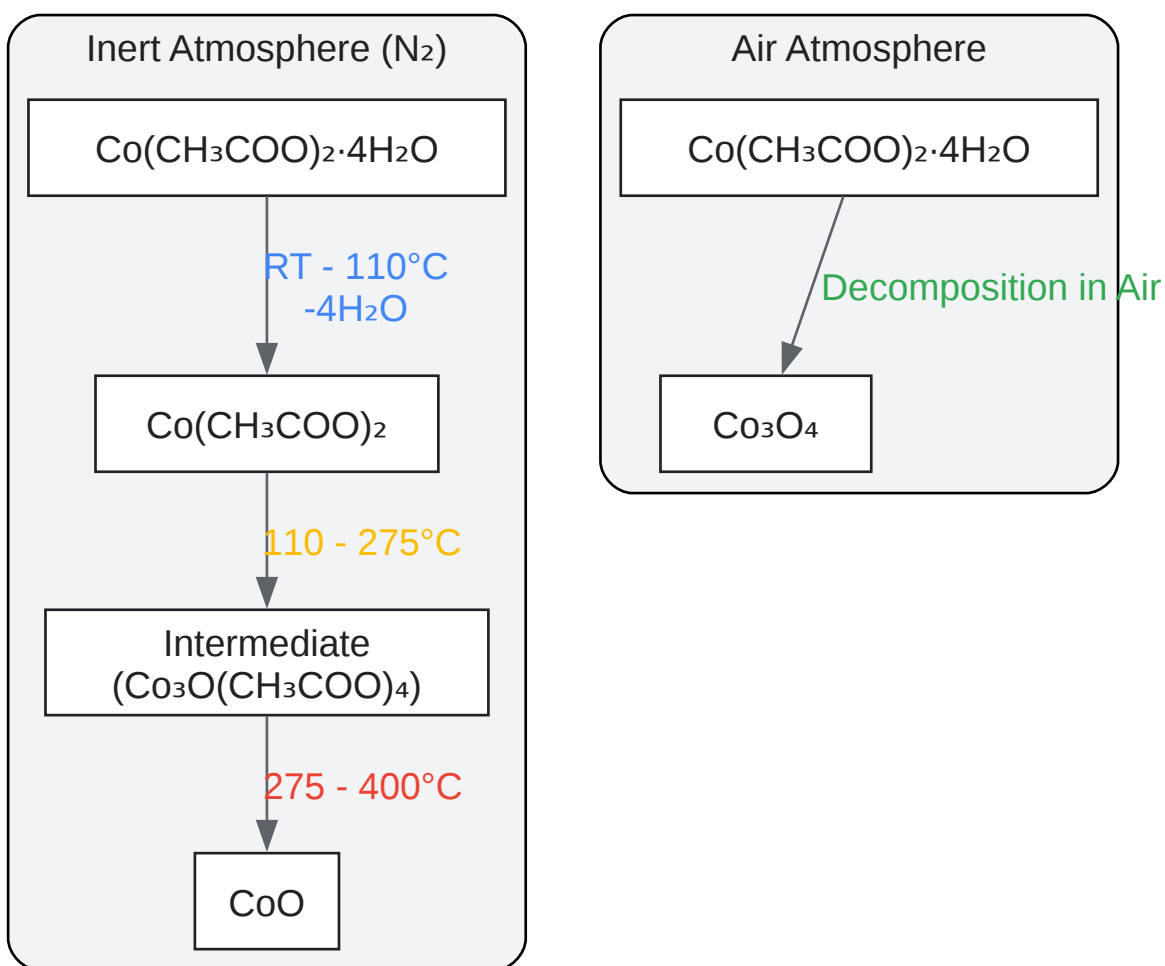 Inert Atmosphere (N₂)
Co(CH₃COO)₂·4H₂O
RT - 110°C
-4H₂O
Co(CH₃COO)₂
110 - 275°C
Intermediate
(Co₃O(CH₃COO)₄)
275 - 400°C
CoO
Air Atmosphere
Co(CH₃COO)₂·4H₂O
Decomposition in Air
Co₃O₄